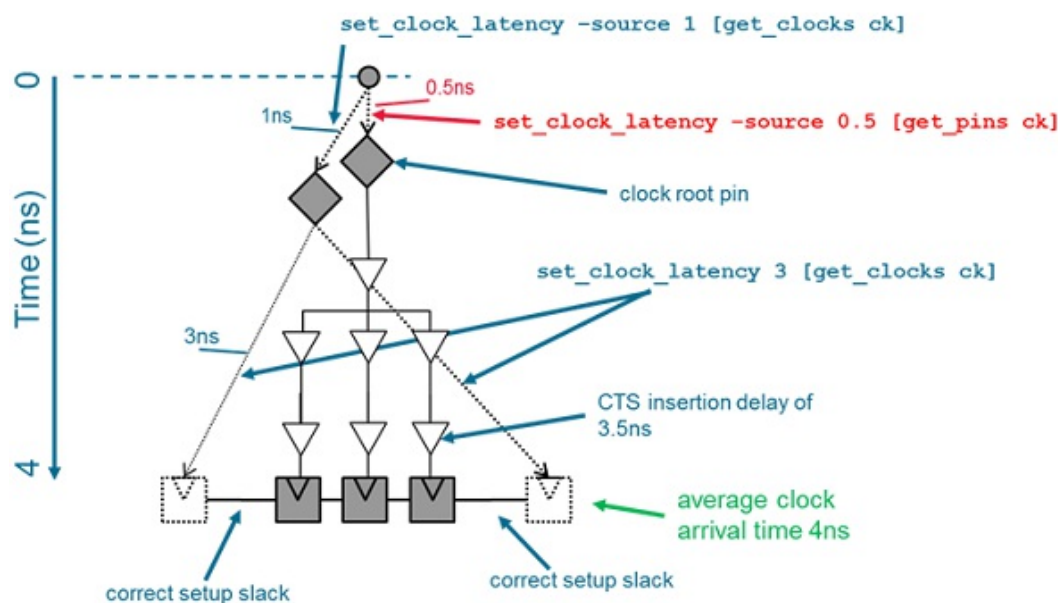 set_clock_latency –source 1 [get_clocks ck]
0
0.5ns
1ns
set_clock_latency –source 0.5 [get_pins ck]
clock root pin
Time (ns)
set_clock_latency 3 [get_clocks ck]
3ns
CTS insertion delay of
3.5ns
4
average clock
arrival time 4ns
correct setup slack
correct setup slack